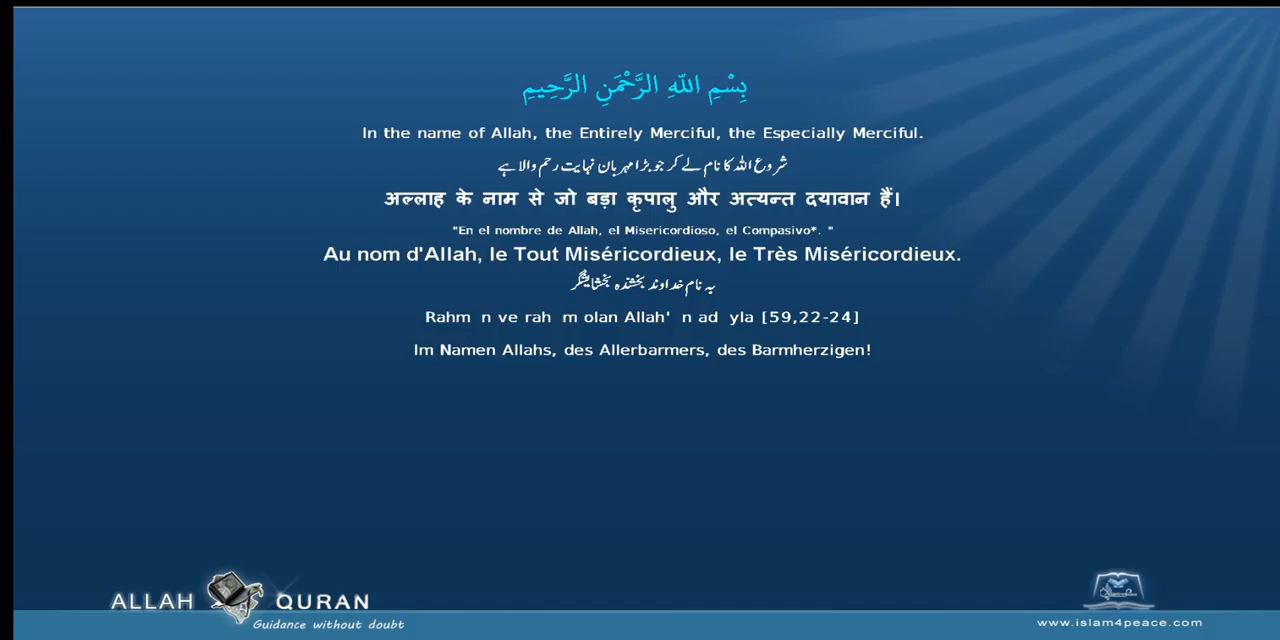 بِسْمِ اللّهِ الرَّحْمَنِ الرَّحِيمِ
In the name of Allah, the Entirely Merciful, the Especially Merciful.
شروع الله کا نام لے کر جو بڑا مہربان نہایت رحم والا ہے
अल्लाह के नाम से जो बड़ा कृपालु और अत्यन्त दयावान हैं।
"En el nombre de Allah, el Misericordioso, el Compasivo*. "
Au nom d'Allah, le Tout Miséricordieux, le Très Miséricordieux.
به نام خداوند بخشنده بخشایشگر
Rahm n ve rah m olan Allah' n ad yla [59,22-24]
Im Namen Allahs, des Allerbarmers, des Barmherzigen!
ALLAH QURAN
Guidance without doubt
www.islam4peace.com